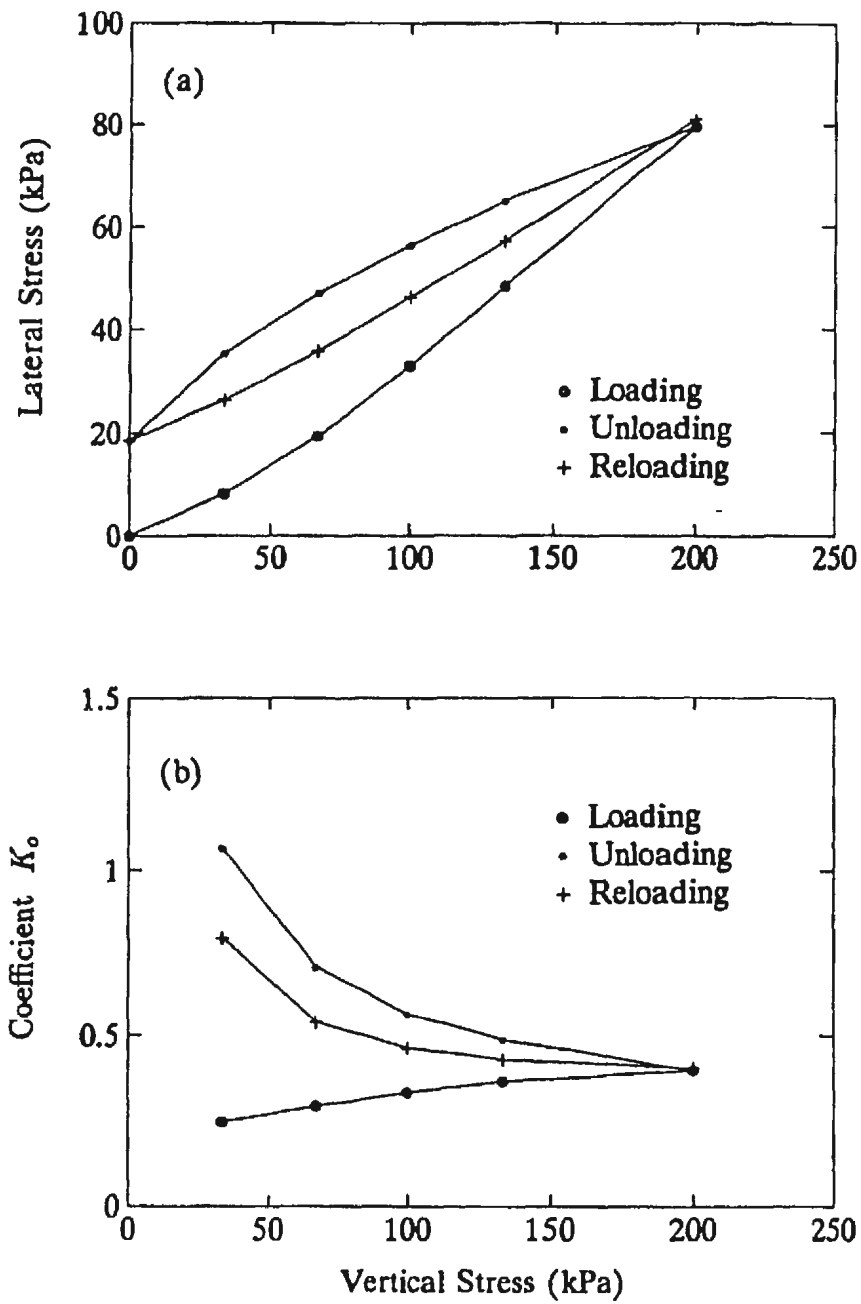 100
80
60
40
20
0
Lateral Stress (kPa)
(a)
Loading
Unloading
Reloading
0 50 100 150 200 250
1.5
1
0.5
0
Coefficient K_o
(b)
Loading
Unloading
Reloading
0 50 100 150 200 250
Vertical Stress (kPa)